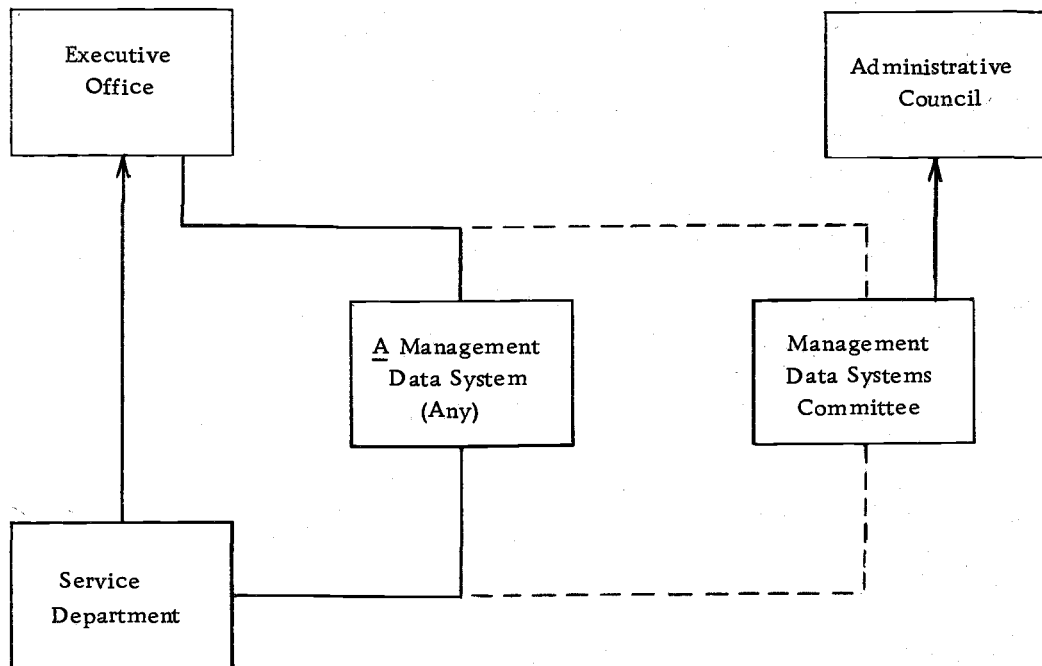 Executive
Office
Administrative
Council
A Management
Data System
(Any)
Management
Data Systems
Committee
Service
Department